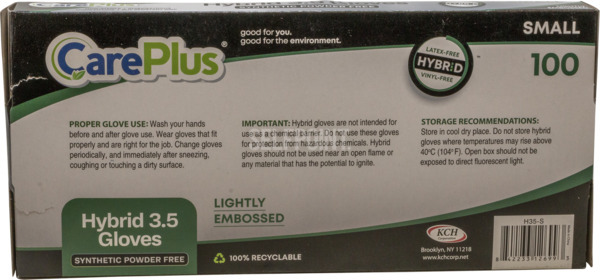 CarePlus®
good for you.
good for the environment.
LATEX-FREE
HYBRiD
VINYL-FREE
SMALL
100
PROPER GLOVE USE: Wash your hands
before and after glove use. Wear gloves that fit
properly and are right for the job. Change gloves
periodically, and immediately after sneezing,
coughing or touching a dirty surface.
IMPORTANT: Hybrid gloves are not intended for
use as a chemical barrier. Do not use these gloves
for protection from hazardous chemicals. Hybrid
gloves should not be used near an open flame or
any material that has the potential to ignite.
STORAGE RECOMMENDATIONS:
Store in cool dry place. Do not store hybrid
gloves where temperatures may rise above
40ºC (104º F). Open box should not be
exposed to direct fluorescent light.
Hybrid 3.5
Gloves
SYNTHETIC POWDER FREE
LIGHTLY
EMBOSSED
100% RECYCLABLE
KCH
Brooklyn, NY 11218
www.kchcorp.net
H35-S